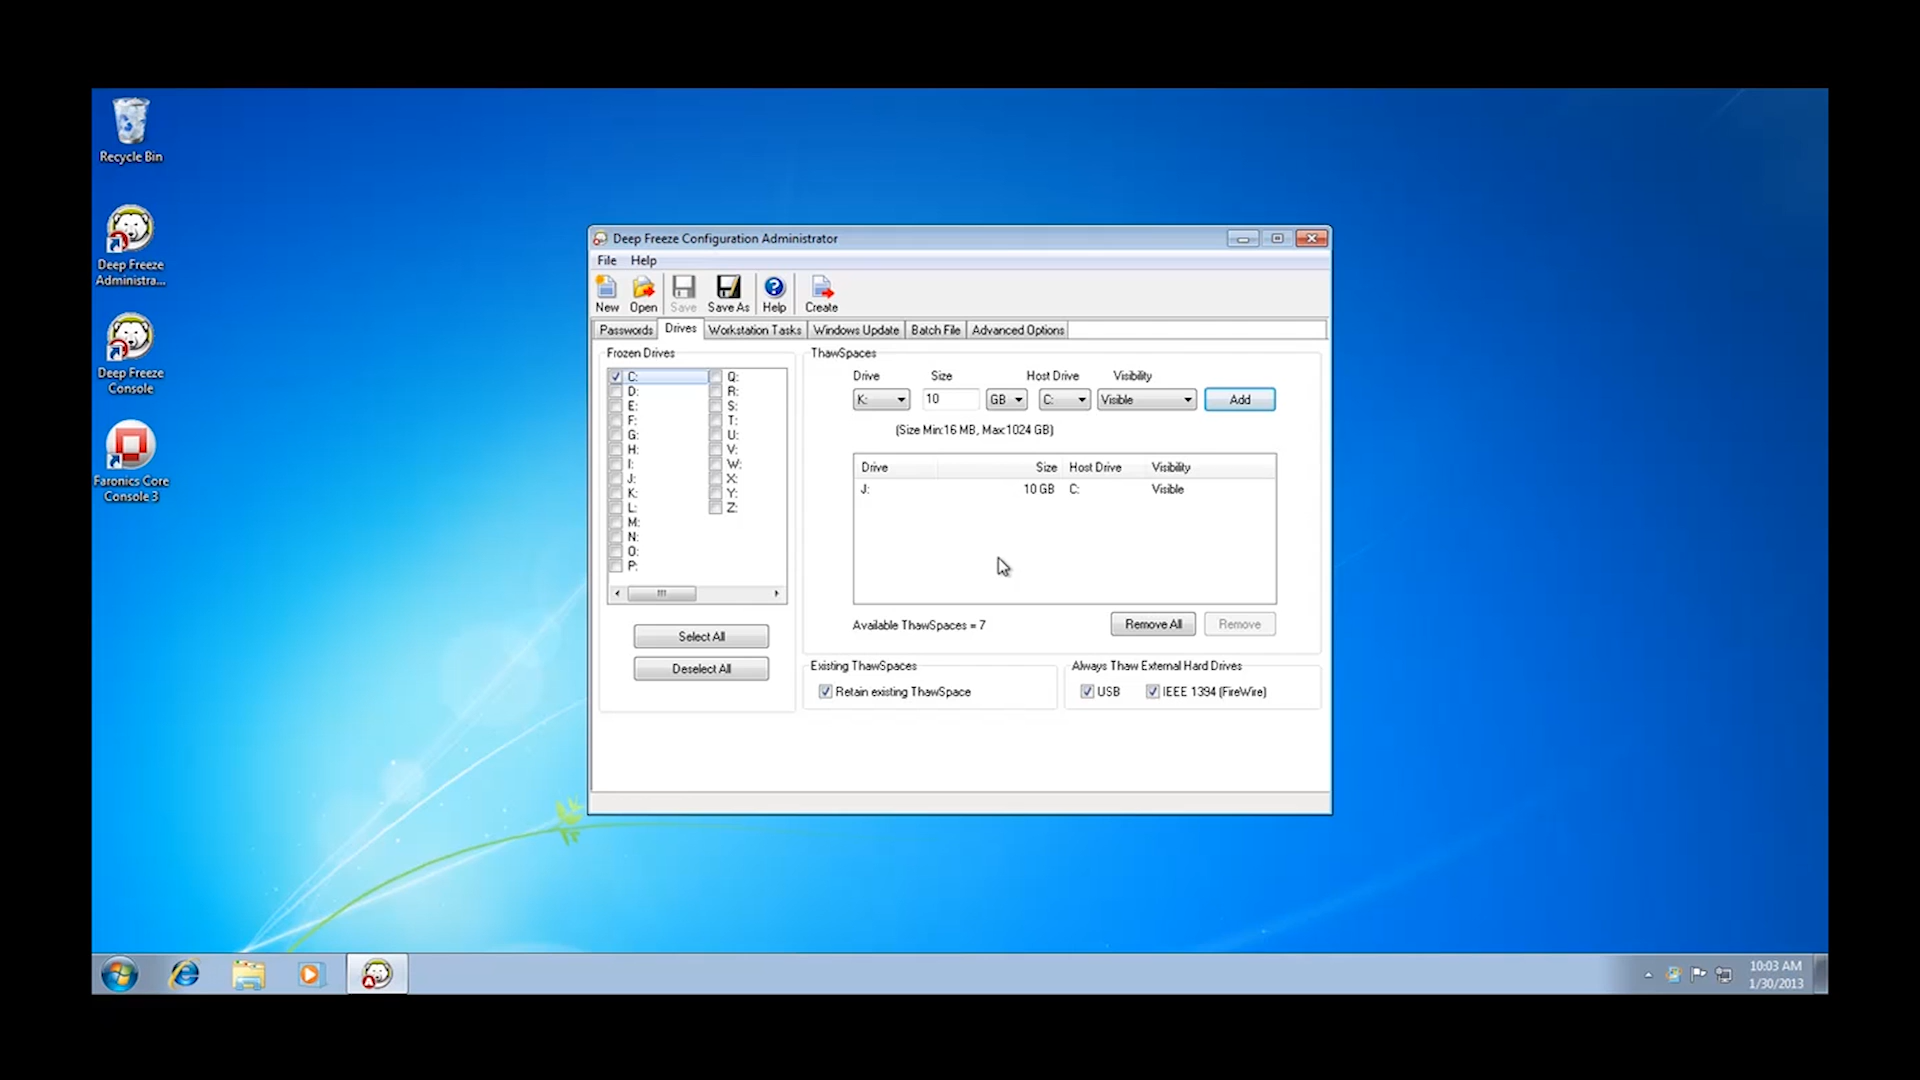 Recycle Bin
Deep Freeze
Administra...
Deep Freeze
Console
Faronics Core
Console 3
Deep Freeze Configuration Administrator
File Help
New Open Save Save As Help Create
Passwords Drives Workstation Tasks Windows Update Batch File Advanced Options
Frozen Drives
C: Q:
D: R:
E: S:
F: T:
G: U:
H: V:
I: W:
J: X:
K: Y:
L: Z:
M:
N:
O:
P:
Select All
Deselect All
ThawSpaces
Drive Size Host Drive Visibility
K: 10 GB C: Visible Add
(Size Min:16 MB, Max:1024 GB)
Drive Size Host Drive Visibility
J: 10 GB C: Visible
Available ThawSpaces = 7 Remove All Remove
Existing ThawSpaces
Retain existing ThawSpace
Always Thaw External Hard Drives
USB IEEE 1394 (FireWire)
10:03 AM
1/30/2013